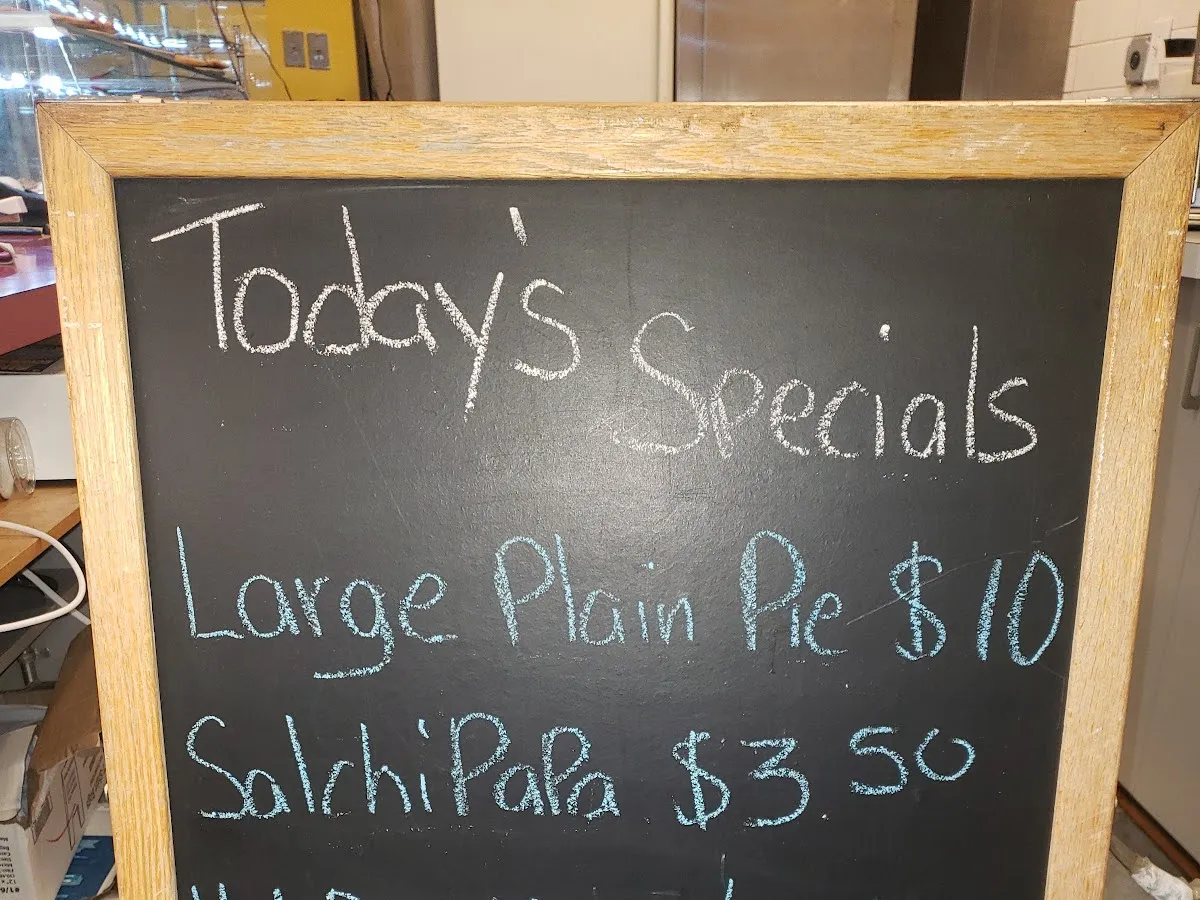 Today's Specials
Large Plain Pie $10
SalchiPaPa $3 50